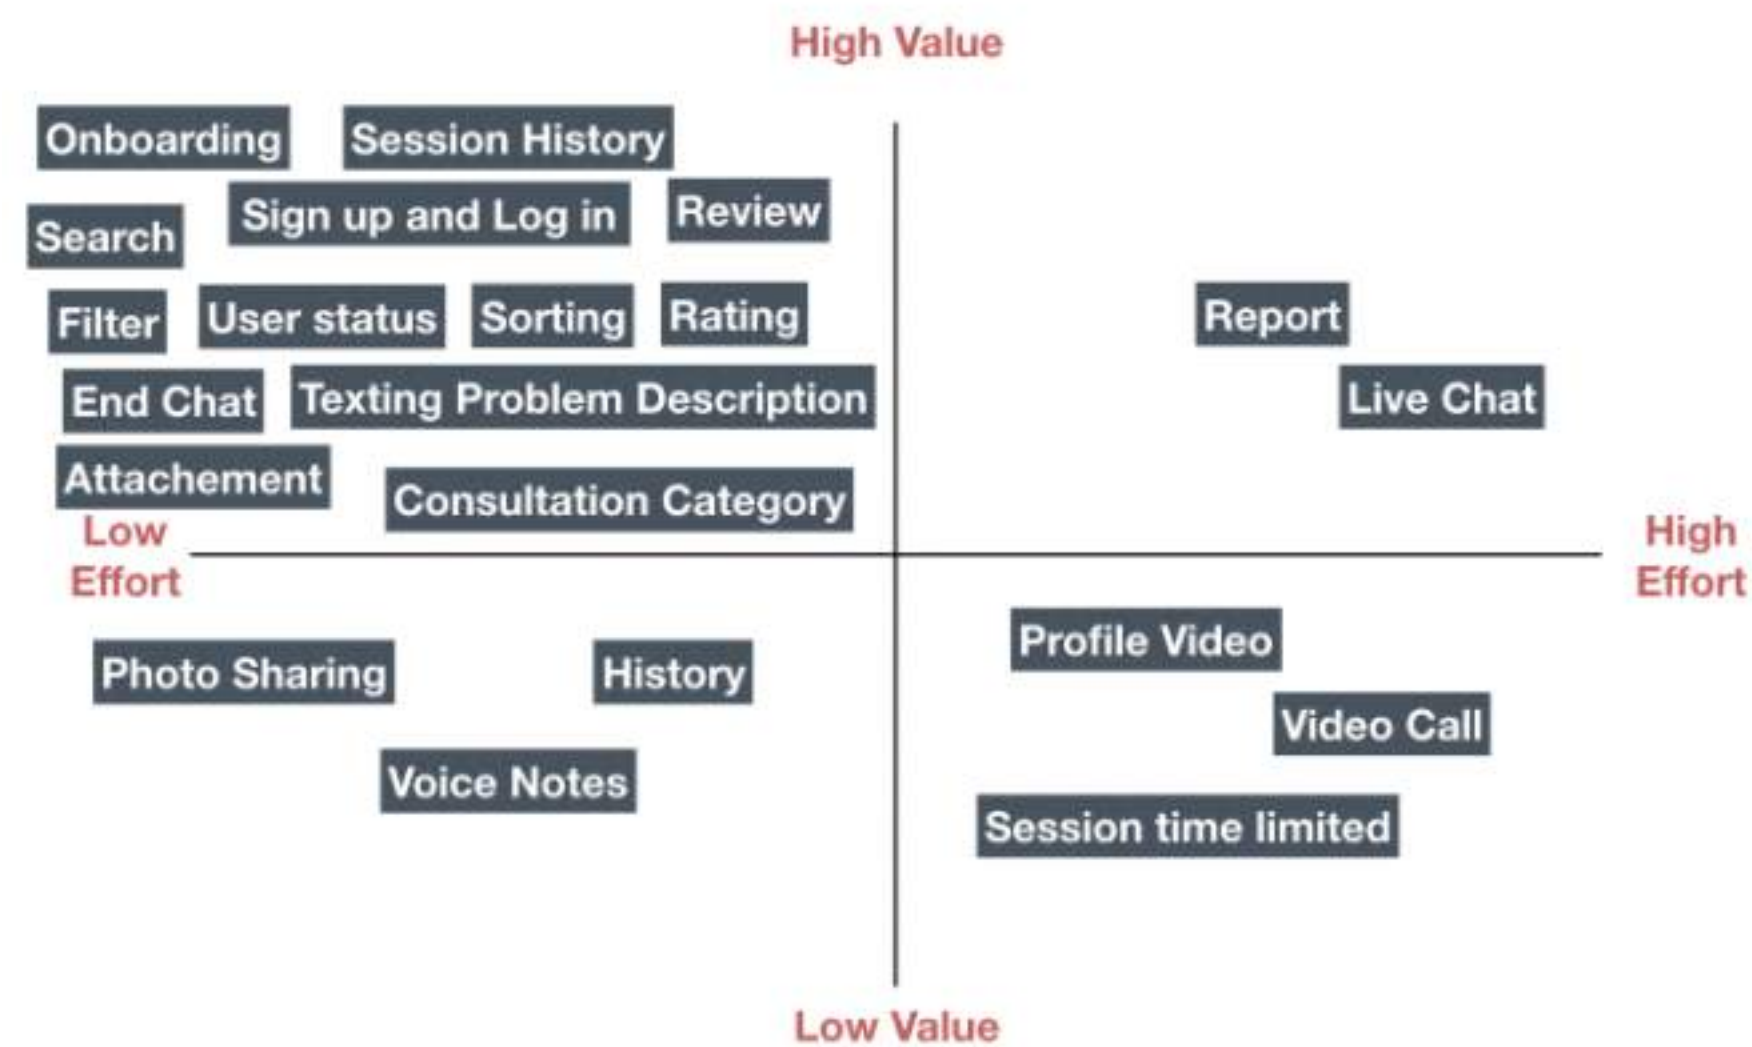 High Value
Onboarding
Session History
Sign up and Log in
Review
Search
Filter
User status
Sorting
Rating
Report
End Chat
Texting Problem Description
Live Chat
Attachement
Consultation Category
Low
Effort
High
Effort
Photo Sharing
History
Profile Video
Video Call
Voice Notes
Session time limited
Low Value